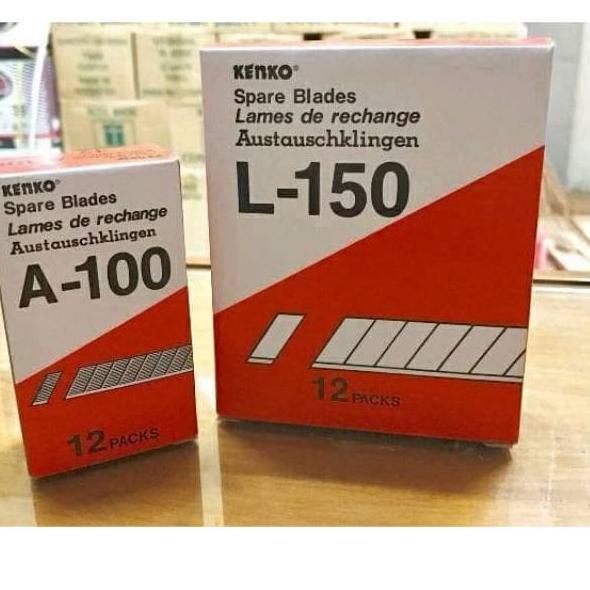 KENKO®
Spare Blades
Lames de rechange
Austauschklingen
A-100
12 PACKS
KENKO®
Spare Blades
Lames de rechange
Austauschklingen
L-150
12 PACKS